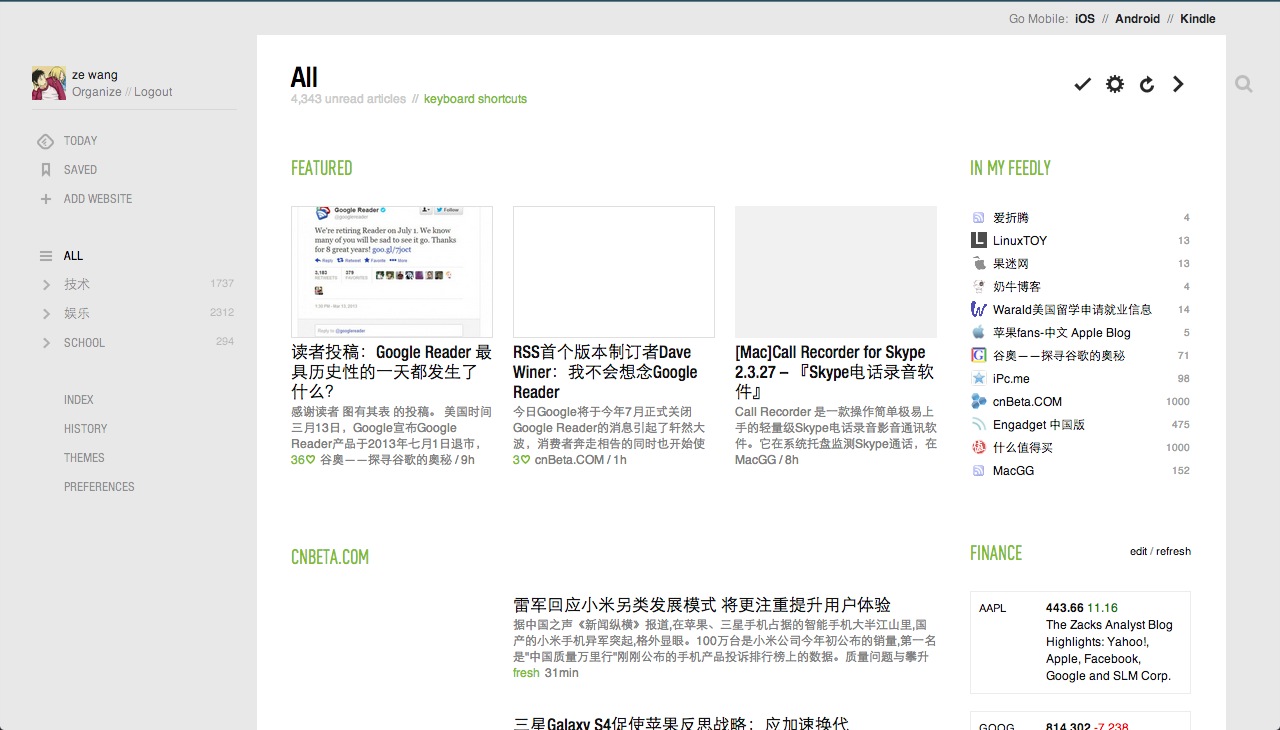 Go Mobile: iOS // Android // Kindle
ze wang
Organize // Logout
TODAY
SAVED
ADD WEBSITE
ALL
技术 1737
娱乐 2312
SCHOOL 294
INDEX
HISTORY
THEMES
PREFERENCES
All
4,343 unread articles // keyboard shortcuts
FEATURED
Google Reader
@googlereader
Follow
We're retiring Reader on July 1. We know
many of you will be sad to see it go. Thanks
for 8 great years! goo.gl/7joct
Reply Retweet Favorite More
3,182 379
RETWEETS FAVORITES
1:30 PM - Mar 13, 2013
Reply to @googlereader
读者投稿：Google Reader 最
具历史性的一天都发生了
什么?
感谢读者 图有其表 的投稿。 美国时间
三月13日，Google宣布Google
Reader产品于2013年七月1日退市，
36♡ 谷奥——探寻谷歌的奥秘 / 9h
RSS首个版本制订者Dave
Winer：我不会想念Google
Reader
今日Google将于今年7月正式关闭
Google Reader的消息引起了轩然大
波，消费者奔走相告的同时也开始使
3♡ cnBeta.COM / 1h
[Mac]Call Recorder for Skype
2.3.27 – 『Skype电话录音软
件』
Call Recorder 是一款操作简单极易上
手的轻量级Skype电话录音影音通讯软
件。它在系统托盘监测Skype通话，在
MacGG / 8h
CNBETA.COM
雷军回应小米另类发展模式 将更注重提升用户体验
据中国之声《新闻纵横》报道,在苹果、三星手机占据的智能手机大半江山里,国
产的小米手机异军突起,格外显眼。100万台是小米公司今年初公布的销量,第一名
是"中国质量万里行"刚刚公布的手机产品投诉排行榜上的数据。质量问题与攀升
fresh 31min
三星Galaxy S4促使苹果反思战略：应加速换代
IN MY FEEDLY
爱折腾 4
LinuxTOY 13
果迷网 13
奶牛博客 4
Warald美国留学申请就业信息 14
苹果fans-中文 Apple Blog 5
谷奥——探寻谷歌的奥秘 71
iPc.me 98
cnBeta.COM 1000
Engadget 中国版 475
什么值得买 1000
MacGG 152
FINANCE
edit / refresh
AAPL 443.66 11.16
The Zacks Analyst Blog
Highlights: Yahoo!,
Apple, Facebook,
Google and SLM Corp.
GOOG 814.302 -7.238